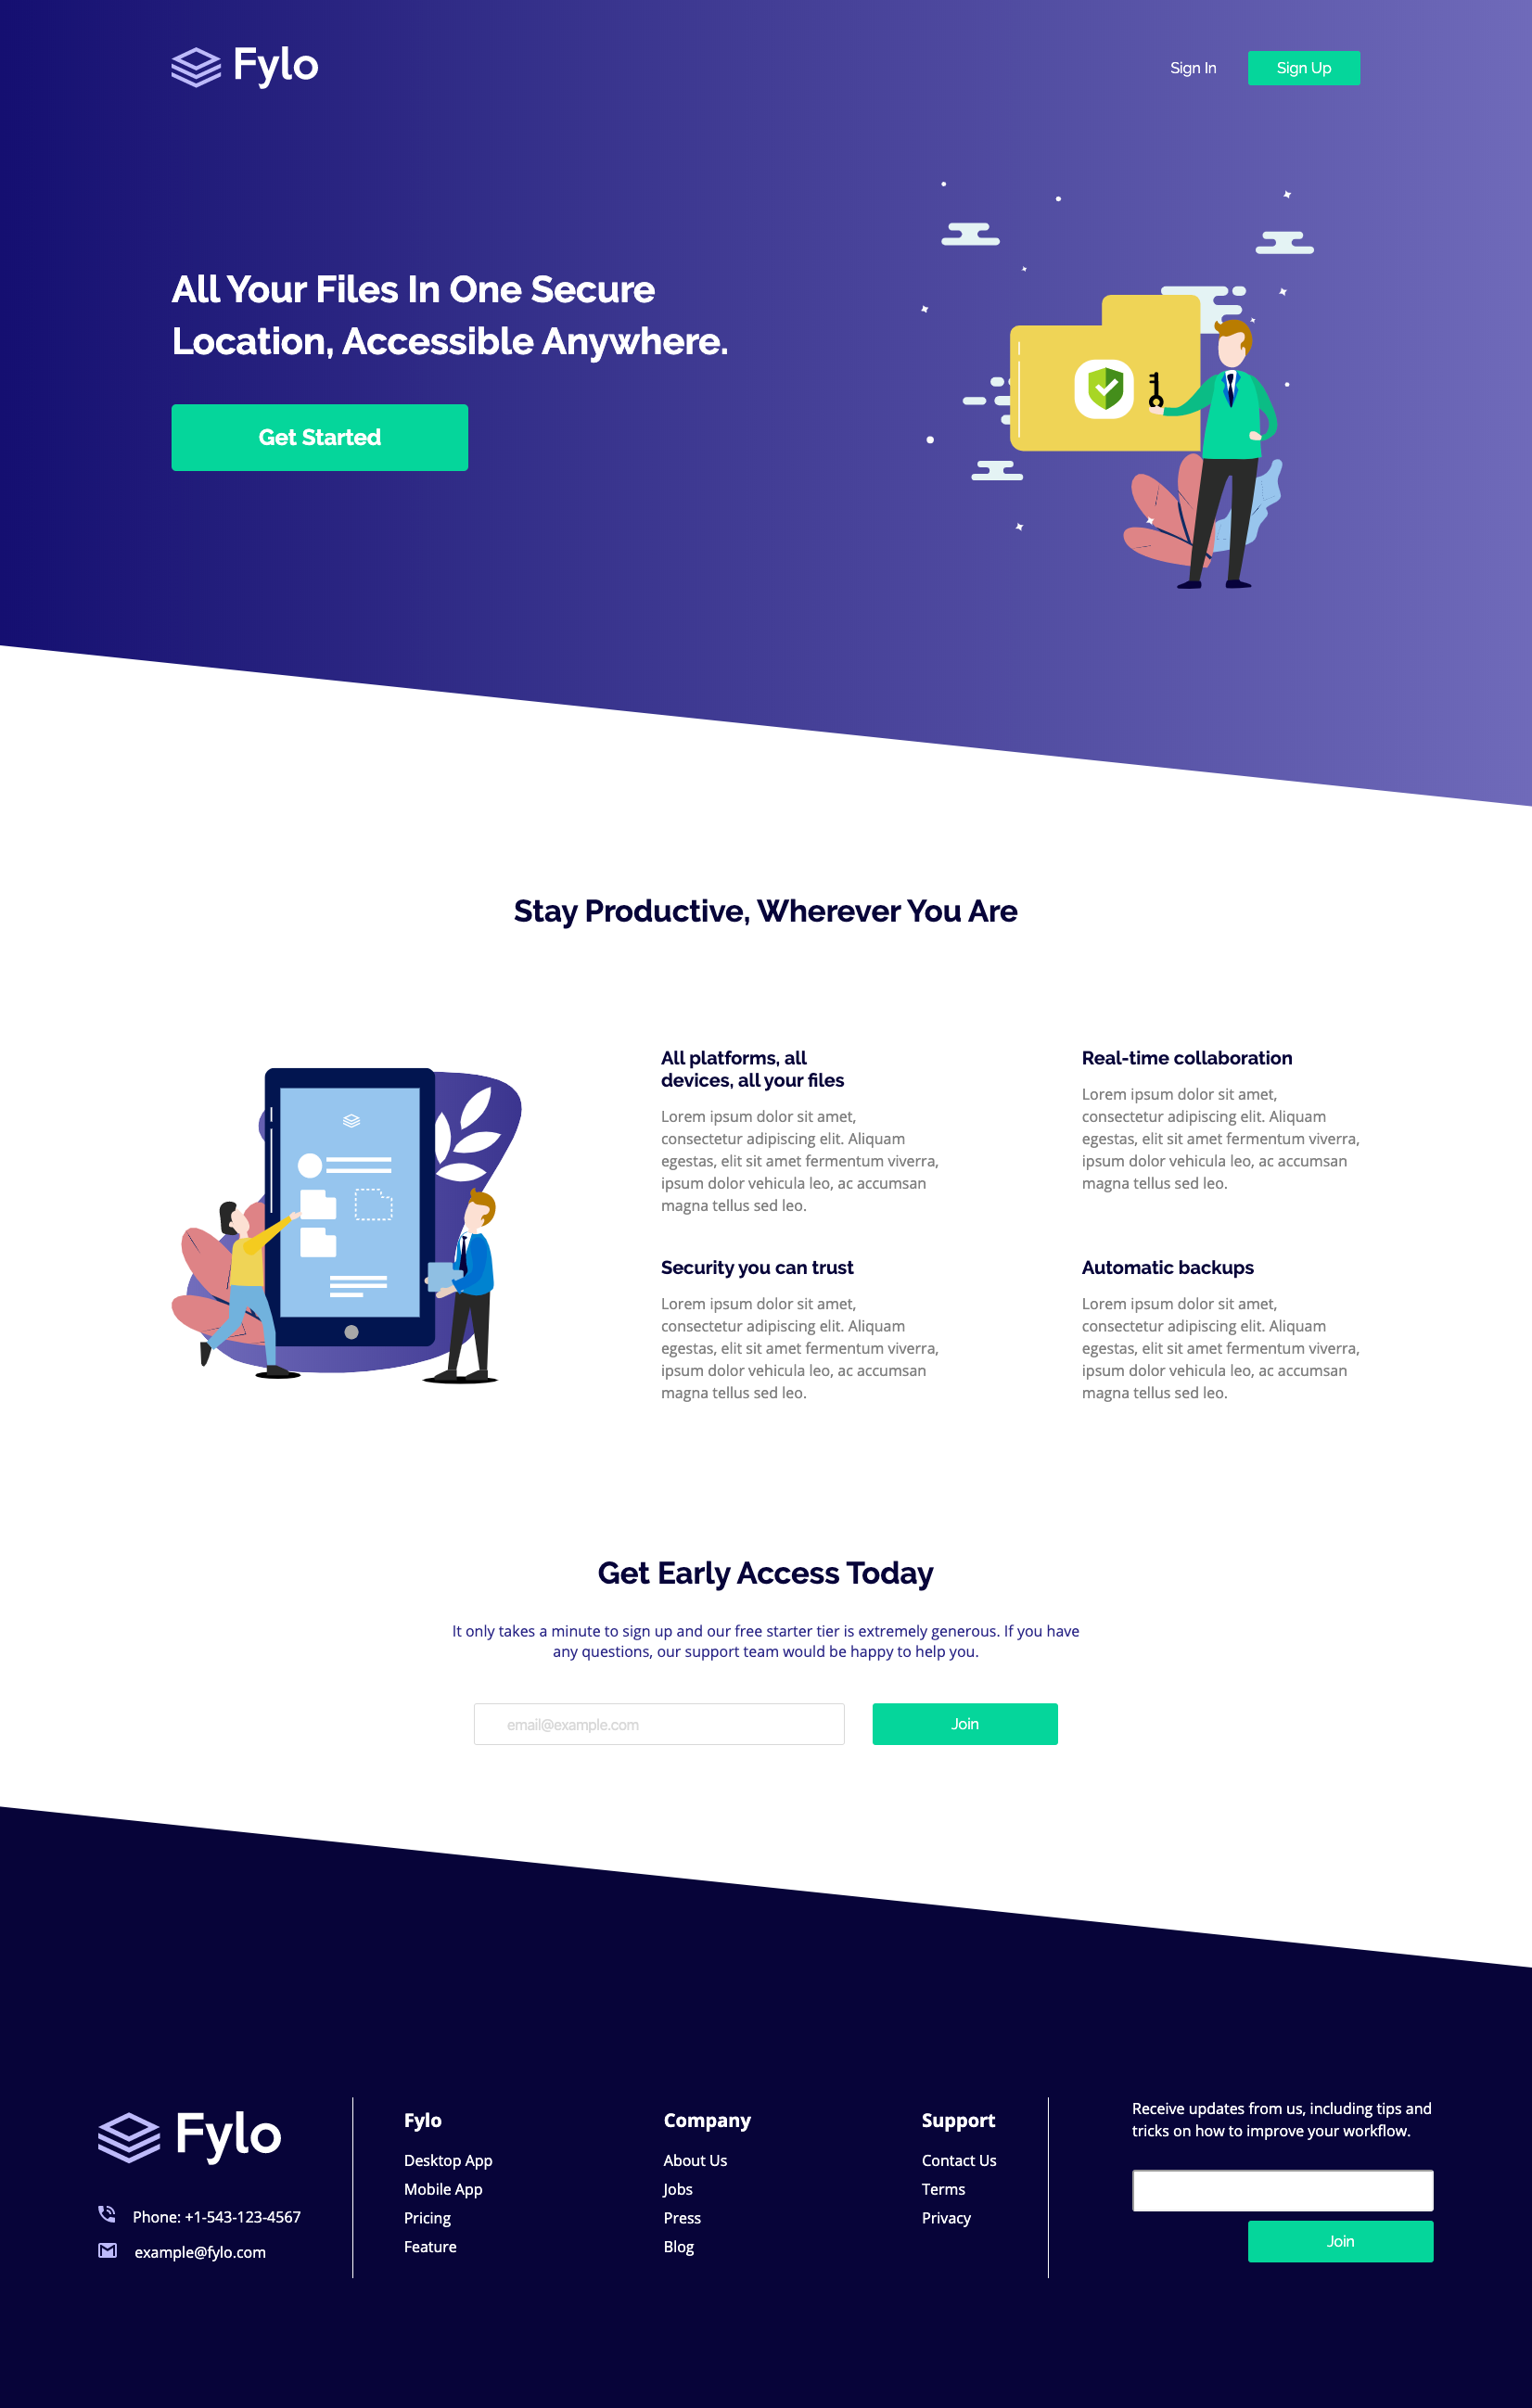 Fylo
Sign In
Sign Up
All Your Files In One Secure
Location, Accessible Anywhere.
Get Started
Stay Productive, Wherever You Are
All platforms, all
devices, all your files
Lorem ipsum dolor sit amet,
consectetur adipiscing elit. Aliquam
egestas, elit sit amet fermentum viverra,
ipsum dolor vehicula leo, ac accumsan
magna tellus sed leo.
Real-time collaboration
Lorem ipsum dolor sit amet,
consectetur adipiscing elit. Aliquam
egestas, elit sit amet fermentum viverra,
ipsum dolor vehicula leo, ac accumsan
magna tellus sed leo.
Security you can trust
Lorem ipsum dolor sit amet,
consectetur adipiscing elit. Aliquam
egestas, elit sit amet fermentum viverra,
ipsum dolor vehicula leo, ac accumsan
magna tellus sed leo.
Automatic backups
Lorem ipsum dolor sit amet,
consectetur adipiscing elit. Aliquam
egestas, elit sit amet fermentum viverra,
ipsum dolor vehicula leo, ac accumsan
magna tellus sed leo.
Get Early Access Today
It only takes a minute to sign up and our free starter tier is extremely generous. If you have
any questions, our support team would be happy to help you.
email@example.com
Join
Fylo
Phone: +1-543-123-4567
example@fylo.com
Fylo
Desktop App
Mobile App
Pricing
Feature
Company
About Us
Jobs
Press
Blog
Support
Contact Us
Terms
Privacy
Receive updates from us, including tips and
tricks on how to improve your workflow.
Join